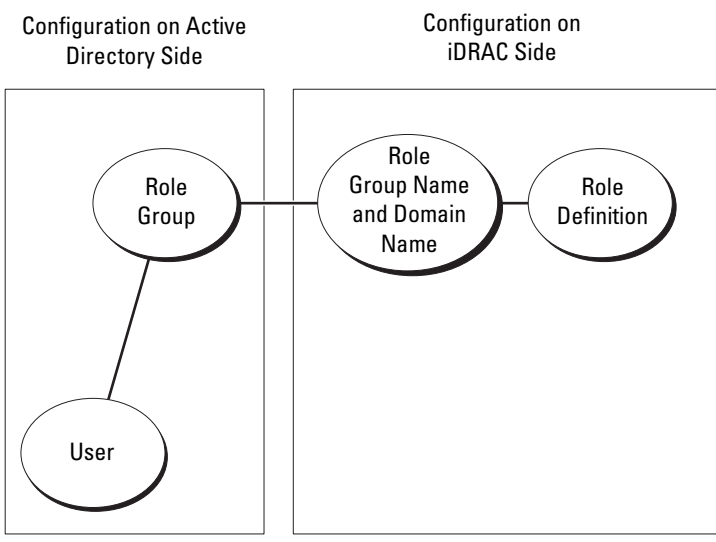 Configuration on Active
Directory Side
Configuration on
iDRAC Side
Role
Group
Role
Group Name
and Domain
Name
Role
Definition
User